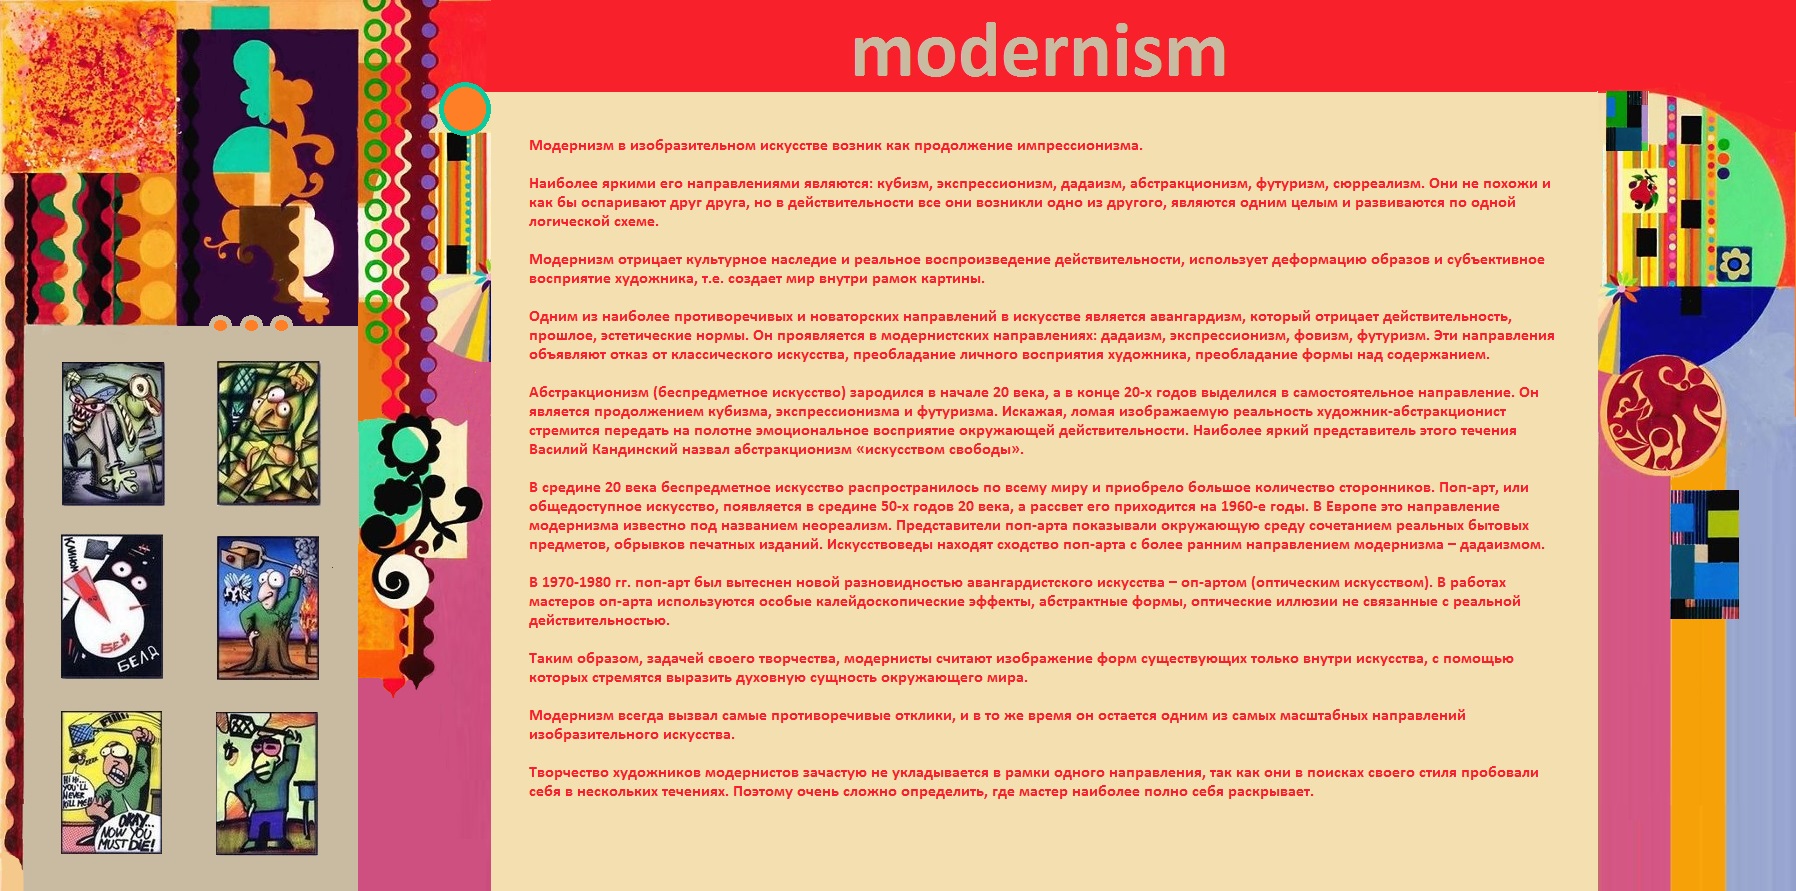 modernism
Модернизм в изобразительном искусстве возник как продолжение импрессионизма.
Наиболее яркими его направлениями являются: кубизм, экспрессионизм, дадаизм, абстракционизм, футуризм, сюрреализм. Они не похожи и
как бы оспаривают друг друга, но в действительности все они возникли одно из другого, являются одним целым и развиваются по одной
логической схеме.
Модернизм отрицает культурное наследие и реальное воспроизведение действительности, использует деформацию образов и субъективное
восприятие художника, т.е. создает мир внутри рамок картины.
Одним из наиболее противоречивых и новаторских направлений в искусстве является авангардизм, который отрицает действительность,
прошлое, эстетические нормы. Он проявляется в модернистских направлениях: дадаизм, экспрессионизм, фовизм, футуризм. Эти направления
объявляют отказ от классического искусства, преобладание личного восприятия художника, преобладание формы над содержанием.
Абстракционизм (беспредметное искусство) зародился в начале 20 века, а в конце 20-х годов выделился в самостоятельное направление. Он
является продолжением кубизма, экспрессионизма и футуризма. Искажая, ломая изображаемую реальность художник-абстракционист
стремится передать на полотне эмоциональное восприятие окружающей действительности. Наиболее яркий представитель этого течения
Василий Кандинский назвал абстракционизм «искусством свободы».
В средине 20 века беспредметное искусство распространилось по всему миру и приобрело большое количество сторонников. Поп-арт, или
общедоступное искусство, появляется в средине 50-х годов 20 века, а рассвет его приходится на 1960-е годы. В Европе это направление
модернизма известно под названием неореализм. Представители поп-арта показывали окружающую среду сочетанием реальных бытовых
предметов, обрывков печатных изданий. Искусствоведы находят сходство поп-арта с более ранним направлением модернизма – дадаизмом.
В 1970-1980 гг. поп-арт был вытеснен новой разновидностью авангардистского искусства – оп-артом (оптическим искусством). В работах
мастеров оп-арта используются особые калейдоскопические эффекты, абстрактные формы, оптические иллюзии не связанные с реальной
действительностью.
Таким образом, задачей своего творчества, модернисты считают изображение форм существующих только внутри искусства, с помощью
которых стремятся выразить духовную сущность окружающего мира.
Модернизм всегда вызвал самые противоречивые отклики, и в то же время он остается одним из самых масштабных направлений
изобразительного искусства.
Творчество художников модернистов зачастую не укладывается в рамки одного направления, так как они в поисках своего стиля пробовали
себя в нескольких течениях. Поэтому очень сложно определить, где мастер наиболее полно себя раскрывает.
КЛИНОМ
БЕЙ
БЕЛД
ZZZZ
HI HI...
YOU'LL
NEVER
KILL ME!
OKAY...
NOW YOU
MUST DIE!